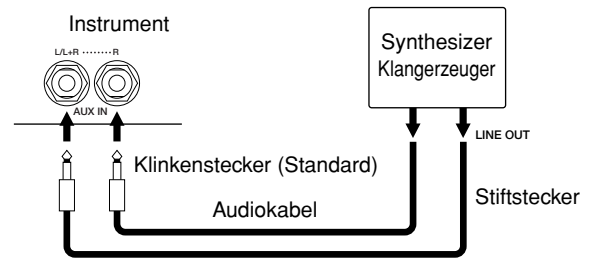 Instrument
L/L+R ········ R
AUX IN
Synthesizer
Klangerzeuger
LINE OUT
Klinkenstecker (Standard)
Audiokabel
Stiftstecker